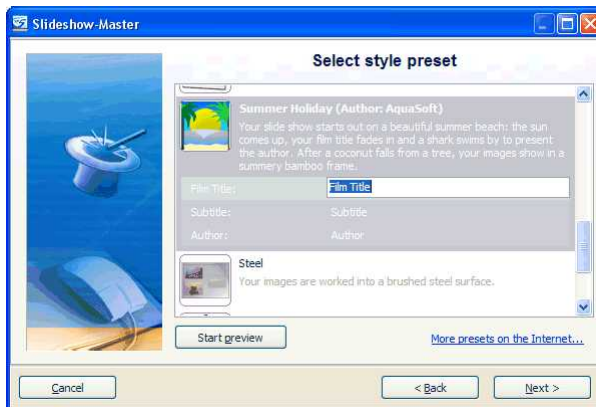 Slideshow-Master
Select style preset
Summer Holiday (Author: AquaSoft)
Your slide show starts out on a beautiful summer beach: the sun
comes up, your film title fades in and a shark swims by to present
the author. After a coconut falls from a tree, your images show in a
summery bamboo frame.
Film Title: Film Title
Subtitle: Subtitle
Author: Author
Steel
Your images are worked into a brushed steel surface.
Start preview
More presets on the Internet...
Cancel
< Back
Next >